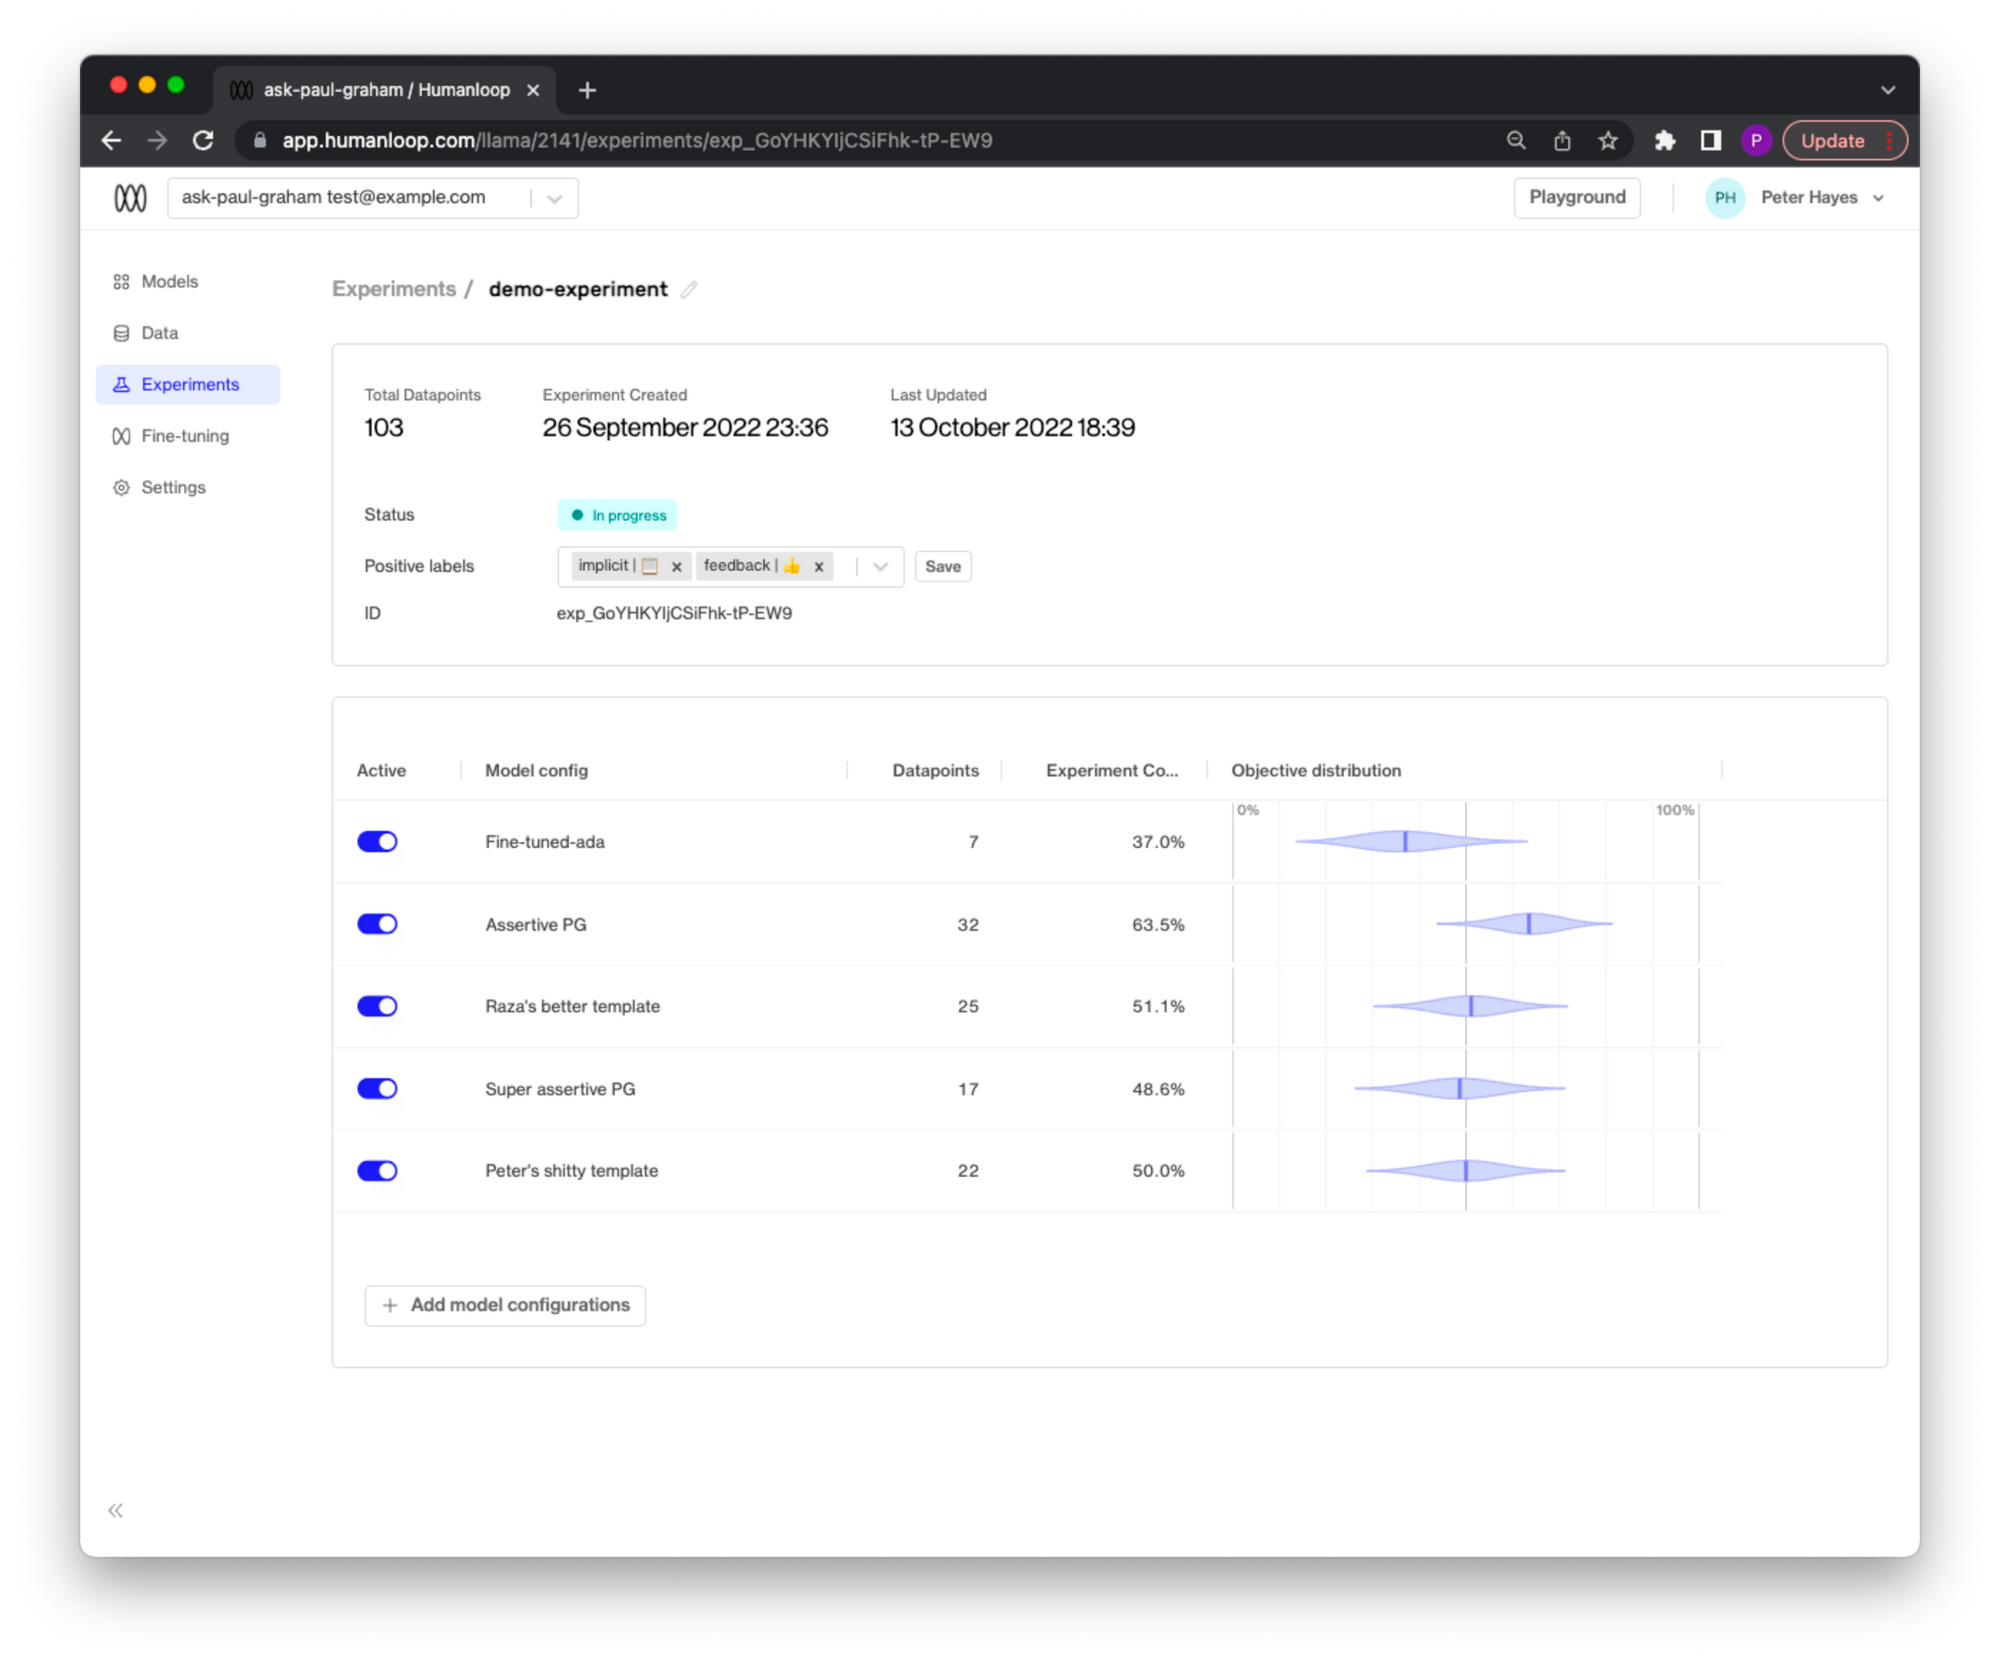 ask-paul-graham / Humanloop
app.humanloop.com/llama/2141/experiments/exp_GoYHKYIjCSiFhk-tP-EW9
P
Update
ask-paul-graham test@example.com
Playground
PH
Peter Hayes
Models
Data
Experiments
Fine-tuning
Settings
Experiments / demo-experiment
Total Datapoints
103
Experiment Created
26 September 2022 23:36
Last Updated
13 October 2022 18:39
Status
In progress
Positive labels
implicit | 📋 x
feedback | 👍 x
Save
ID
exp_GoYHKYIjCSiFhk-tP-EW9
Active Model config Datapoints Experiment Co... Objective distribution
0% 100%
Fine-tuned-ada 7 37.0%
Assertive PG 32 63.5%
Raza's better template 25 51.1%
Super assertive PG 17 48.6%
Peter's shitty template 22 50.0%
+ Add model configurations